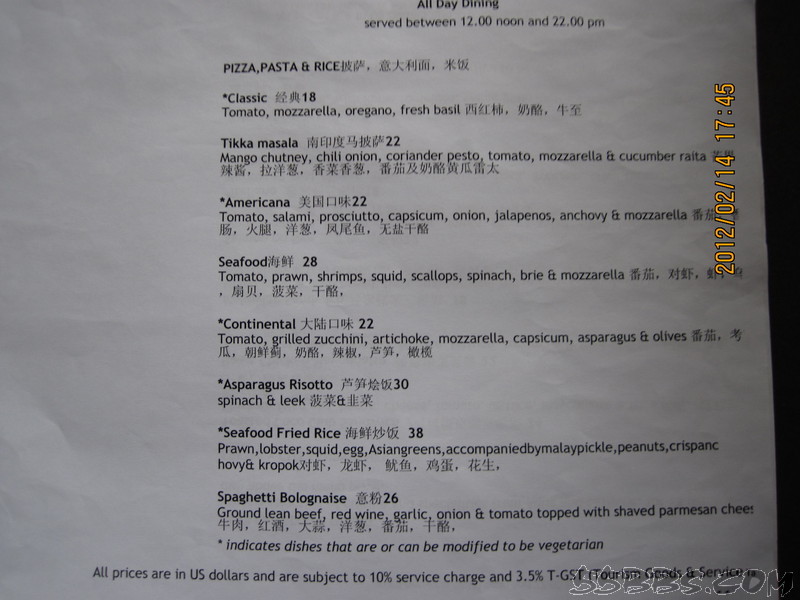 All Day Dining
served between 12.00 noon and 22.00 pm
PIZZA,PASTA & RICE披萨，意大利面，米饭
*Classic 经典18
Tomato, mozzarella, oregano, fresh basil 西红柿，奶酪，牛至
Tikka masala 南印度马披萨22
Mango chutney, chili onion, coriander pesto, tomato, mozzarella & cucumber raita
辣酱，拉洋葱，香菜香葱，番茄及奶酪黄瓜雷太
*Americana 美国口味22
Tomato, salami, prosciutto, capsicum, onion, jalapenos, anchovy & mozzarella 番茄，
肠，火腿，洋葱，凤尾鱼，无盐干酪
Seafood海鲜 28
Tomato, prawn, shrimps, squid, scallops, spinach, brie & mozzarella 番茄，对虾，
，扇贝，菠菜，干酪，
*Continental 大陆口味 22
Tomato, grilled zucchini, artichoke, mozzarella, capsicum, asparagus & olives 番茄，考
瓜，朝鲜蓟，奶酪，辣椒，芦笋，橄榄
*Asparagus Risotto 芦笋烩饭30
spinach & leek 菠菜&韭菜
*Seafood Fried Rice 海鲜炒饭 38
Prawn,lobster,squid,egg,Asiangreens,accompaniedbymalaypickle,peanuts,crispanc
hovy& kropok对虾，龙虾， 鱿鱼，鸡蛋，花生，
Spaghetti Bolognaise 意粉26
Ground lean beef, red wine, garlic, onion & tomato topped with shaved parmesan chees
牛肉，红酒，大蒜，洋葱，番茄，干酪，
* indicates dishes that are or can be modified to be vegetarian
All prices are in US dollars and are subject to 10% service charge and 3.5% T-GST (Tourism Goods & Service
2012/02/14 17:45
55BBS.COM